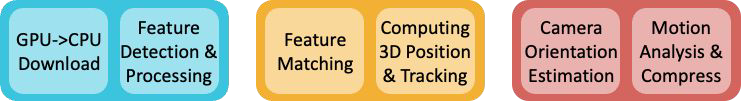 GPU->CPU
Download
Feature
Detection &
Processing
Feature
Matching
Computing
3D Position
& Tracking
Camera
Orientation
Estimation
Motion
Analysis &
Compress